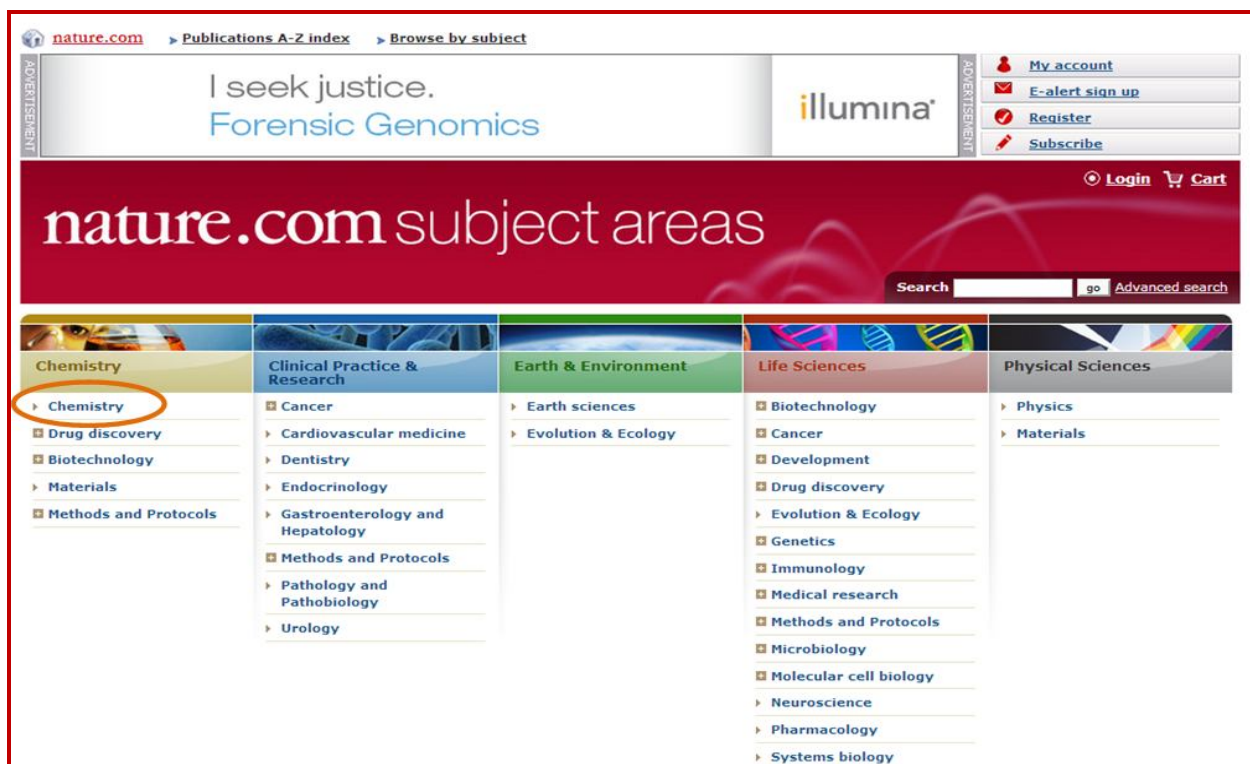 nature.com Publications A-Z index Browse by subject
ADVERTISEMENT
I seek justice.
Forensic Genomics
illumina
ADVERTISEMENT
My account
E-alert sign up
Register
Subscribe
Login Cart
nature.com subject areas
Search go Advanced search
Chemistry
Chemistry
Drug discovery
Biotechnology
Materials
Methods and Protocols
Clinical Practice &
Research
Cancer
Cardiovascular medicine
Dentistry
Endocrinology
Gastroenterology and
Hepatology
Methods and Protocols
Pathology and
Pathobiology
Urology
Earth & Environment
Earth sciences
Evolution & Ecology
Life Sciences
Biotechnology
Cancer
Development
Drug discovery
Evolution & Ecology
Genetics
Immunology
Medical research
Methods and Protocols
Microbiology
Molecular cell biology
Neuroscience
Pharmacology
Systems biology
Physical Sciences
Physics
Materials